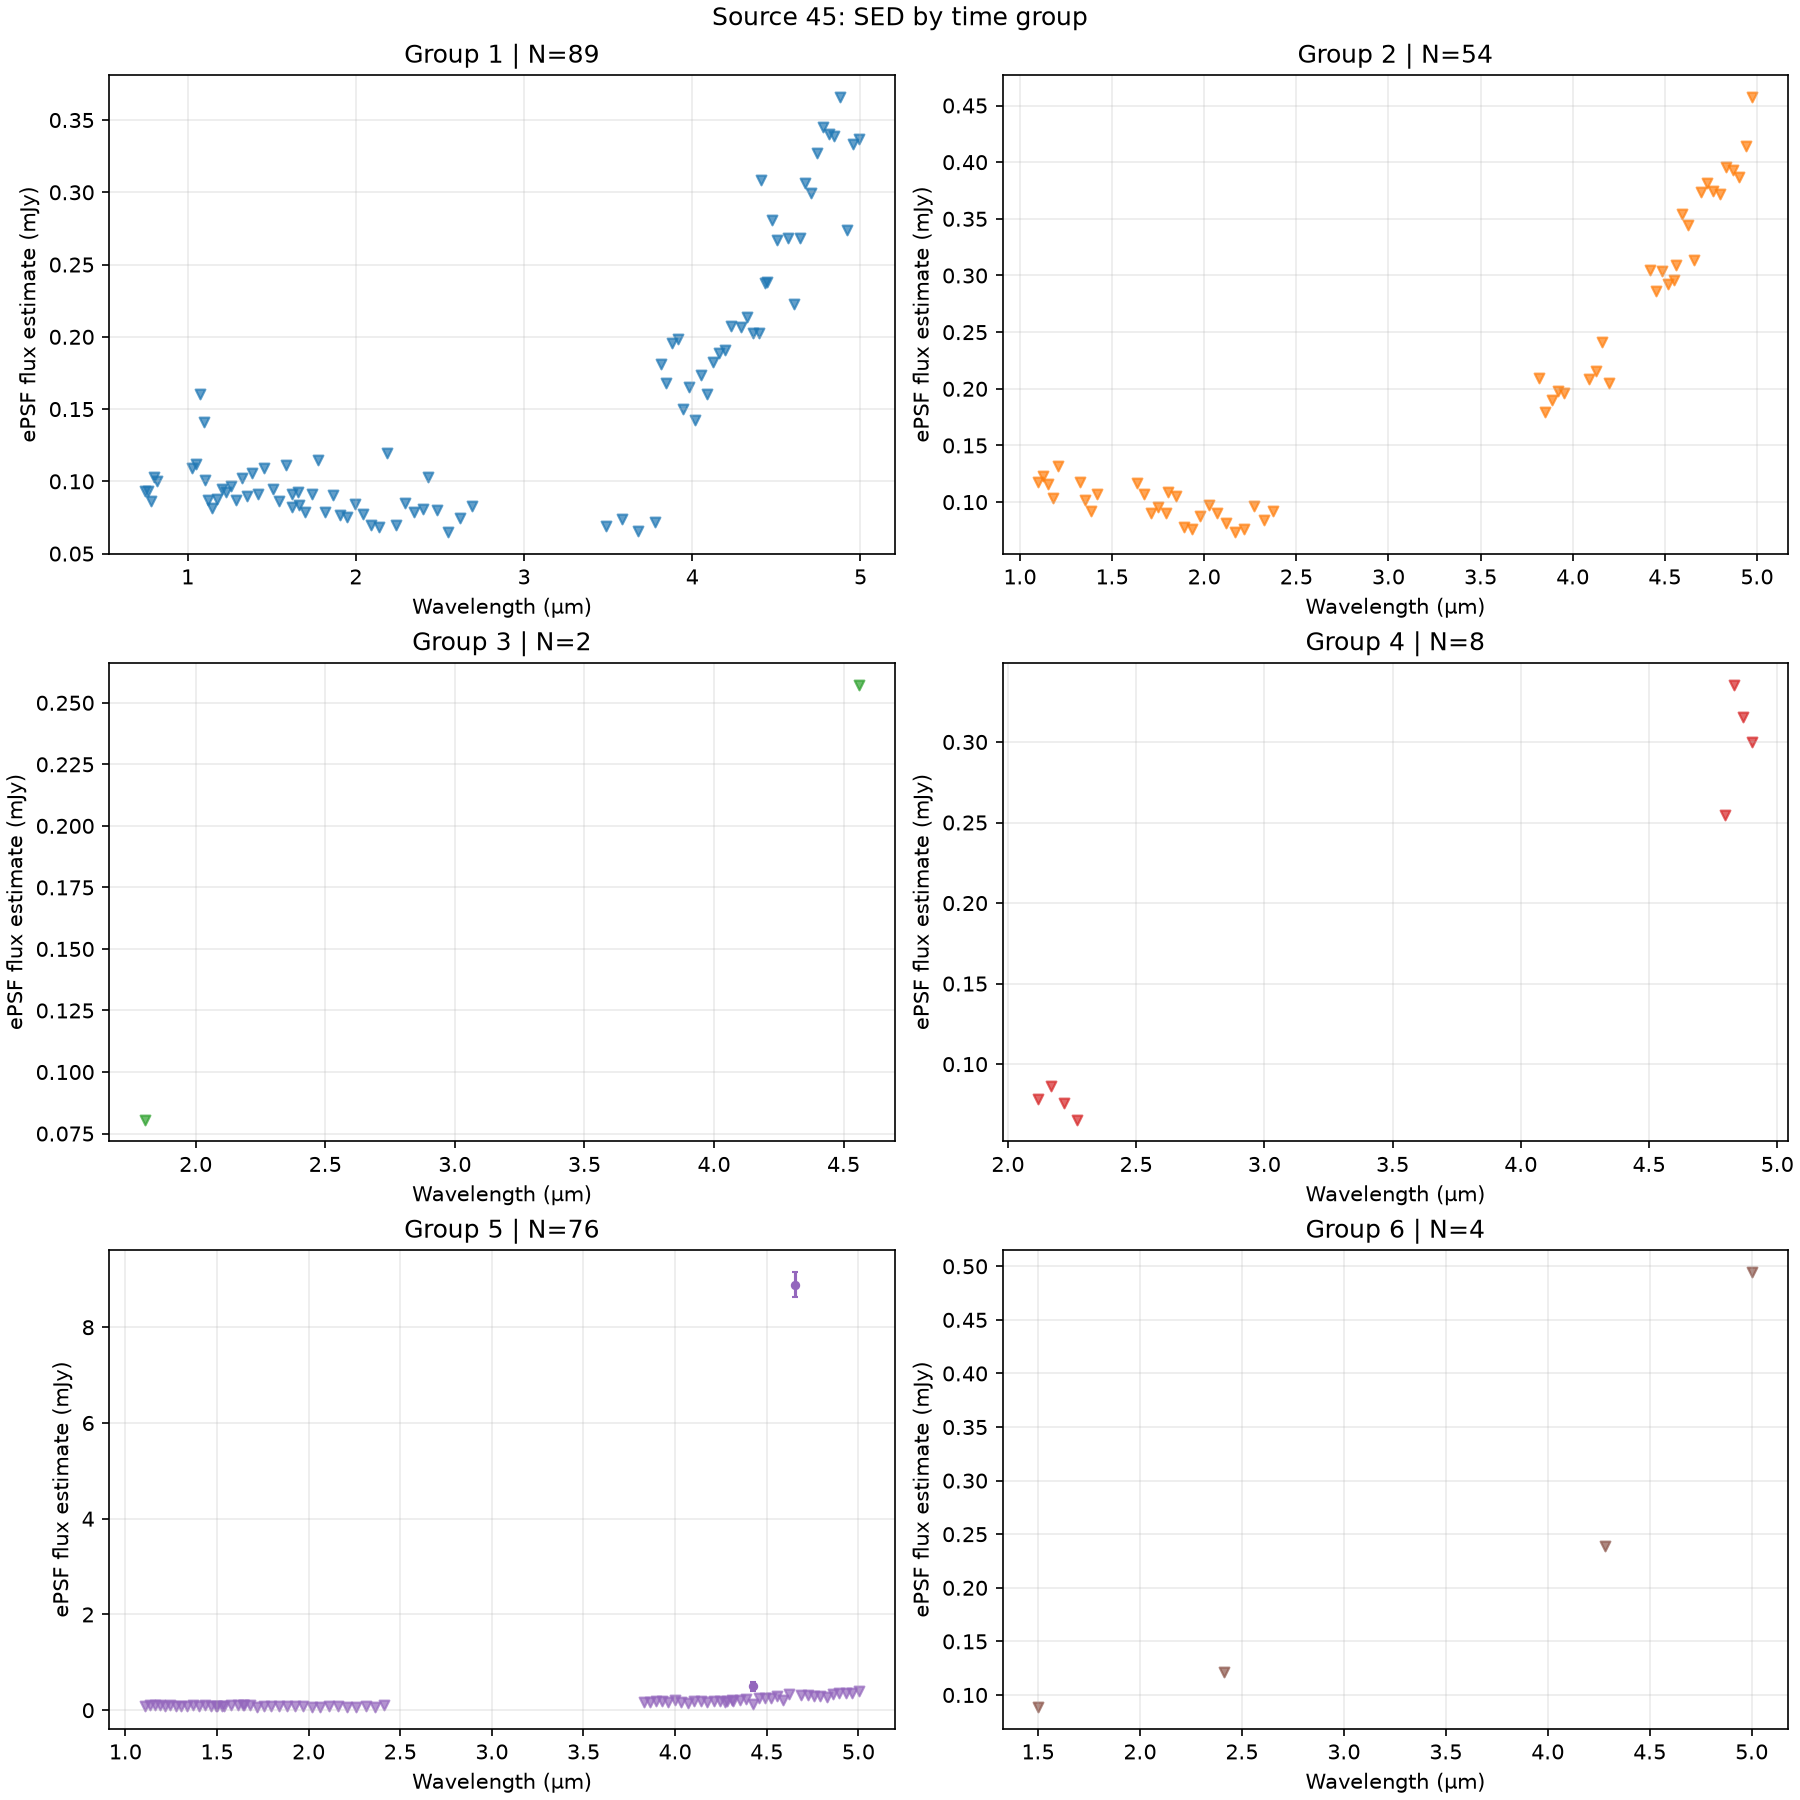 Source 45: SED by time group
Group 1 | N=89
0.35
0.30
0.25
0.20
0.15
0.10
0.05
ePSF flux estimate (mJy)
1 2 3 4 5
Wavelength (µm)
Group 2 | N=54
0.45
0.40
0.35
0.30
0.25
0.20
0.15
0.10
ePSF flux estimate (mJy)
1.0 1.5 2.0 2.5 3.0 3.5 4.0 4.5 5.0
Wavelength (µm)
Group 3 | N=2
0.250
0.225
0.200
0.175
0.150
0.125
0.100
0.075
ePSF flux estimate (mJy)
2.0 2.5 3.0 3.5 4.0 4.5
Wavelength (µm)
Group 4 | N=8
0.30
0.25
0.20
0.15
0.10
ePSF flux estimate (mJy)
2.0 2.5 3.0 3.5 4.0 4.5 5.0
Wavelength (µm)
Group 5 | N=76
8
6
4
2
0
ePSF flux estimate (mJy)
1.0 1.5 2.0 2.5 3.0 3.5 4.0 4.5 5.0
Wavelength (µm)
Group 6 | N=4
0.50
0.45
0.40
0.35
0.30
0.25
0.20
0.15
0.10
ePSF flux estimate (mJy)
1.5 2.0 2.5 3.0 3.5 4.0 4.5 5.0
Wavelength (µm)